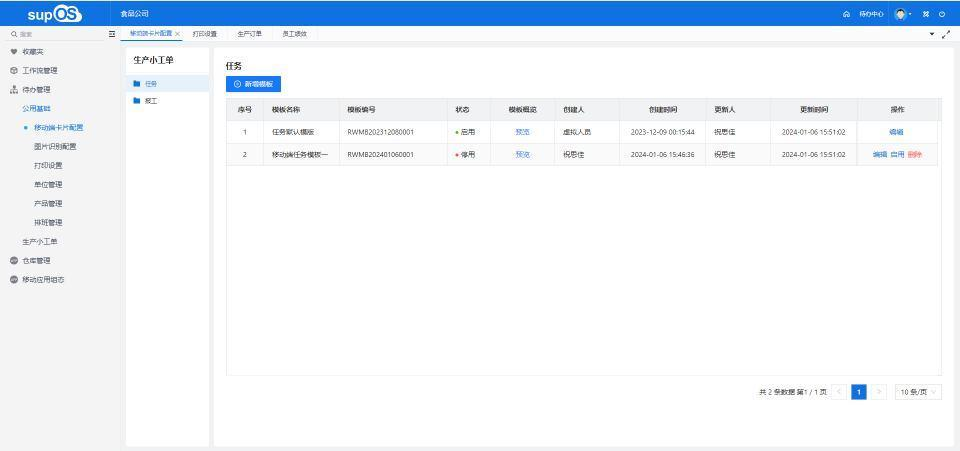 supOS
食品公司
待办中心
搜索
移动端卡片配置
打印设置
生产订单
员工绩效
收藏夹
工作流管理
待办管理
公用基础
移动端卡片配置
图片识别配置
打印设置
单位管理
产品管理
排班管理
生产小工单
仓库管理
移动应用组态
生产小工单
任务
报工
任务
新增模板
序号 模板名称 模板编号 状态 模板概览 创建人 创建时间 更新人 更新时间 操作
1 任务默认模版 RWMB202312080001 启用 预览 虚拟人员 2023-12-09 00:15:44 祝思佳 2024-01-06 15:51:02 编辑
2 移动端任务模板一 RWMB202401060001 停用 预览 祝思佳 2024-01-06 15:46:36 祝思佳 2024-01-06 15:51:02 编辑 启用 删除
共 2 条数据 第1 / 1 页 < 1 > 10 条/页